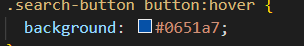 .search-button button:hover {
background: #0651a7;
}